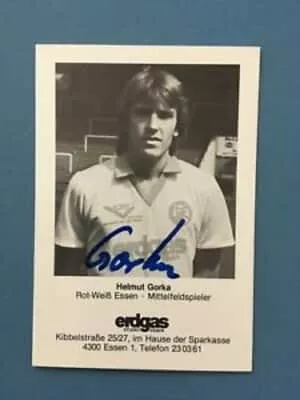 Gorka
Helmut Gorka
Rot-Weiß Essen - Mittelfeldspieler
erdgas
Kibbelstraße 25/27, im Hause der Sparkasse
4300 Essen 1, Telefon 23 03 61